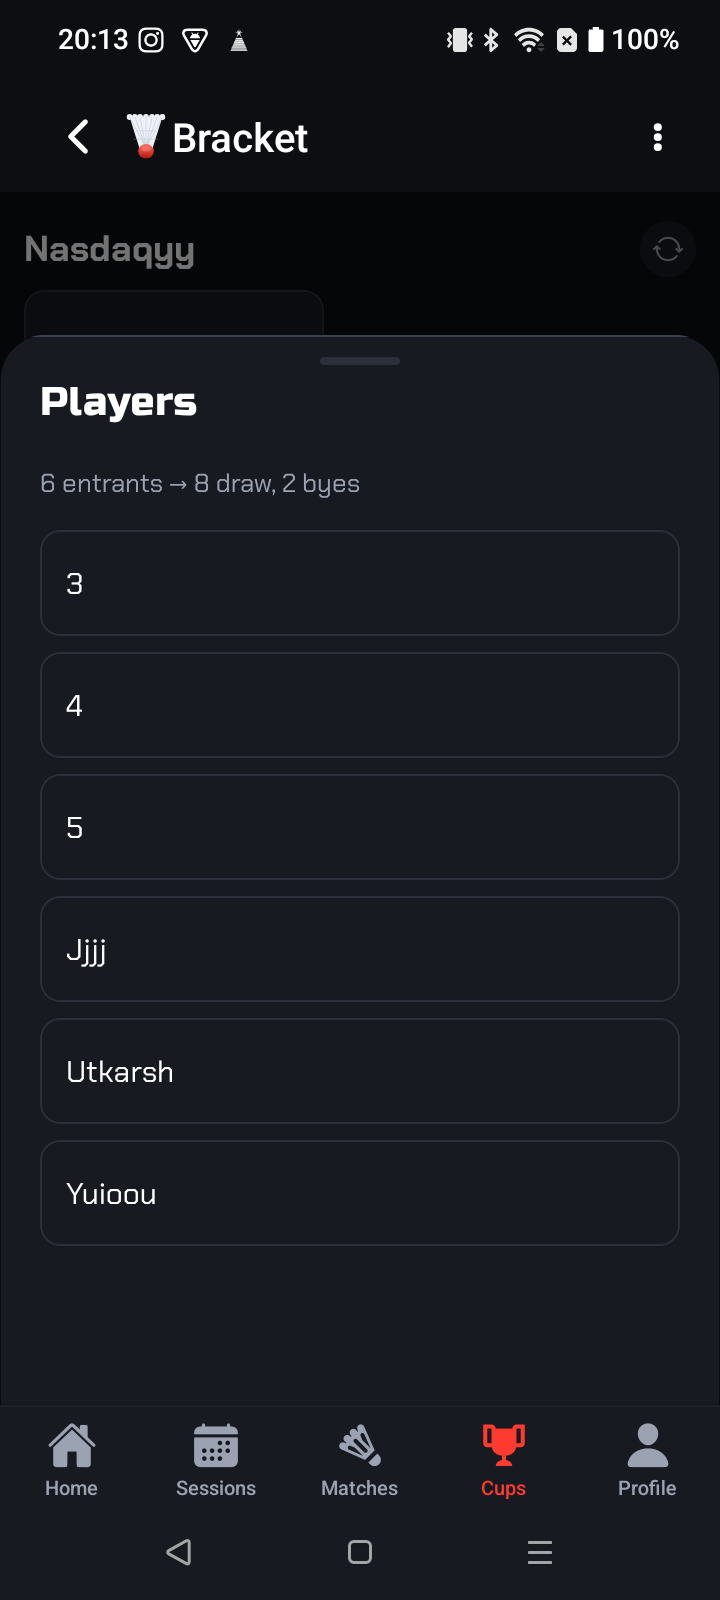 20:13
100%
Bracket
Nasdaqyy
Players
6 entrants → 8 draw, 2 byes
3
4
5
Jjjj
Utkarsh
Yuioou
Home
Sessions
Matches
Cups
Profile